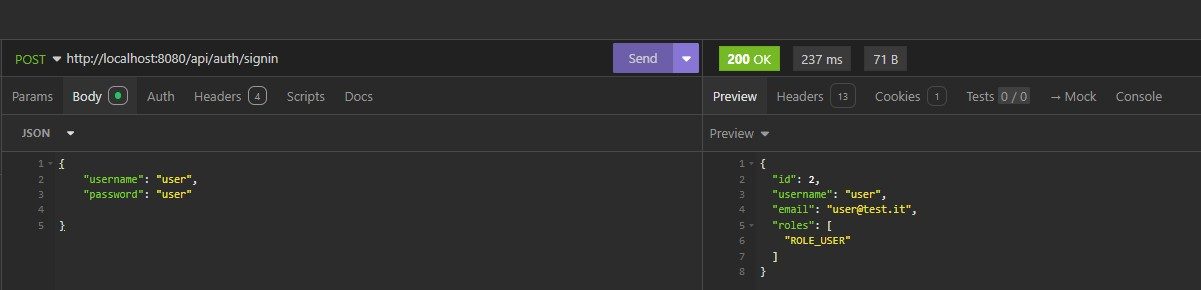 POST http://localhost:8080/api/auth/signin Send
200 OK 237 ms 71 B
Params Body Auth Headers 4 Scripts Docs
Preview Headers 13 Cookies 1 Tests 0 / 0 → Mock Console
JSON
Preview
1 {
2 "username": "user",
3 "password": "user"
4
5 }
1 {
2 "id": 2,
3 "username": "user",
4 "email": "user@test.it",
5 "roles": [
6 "ROLE_USER"
7 ]
8 }